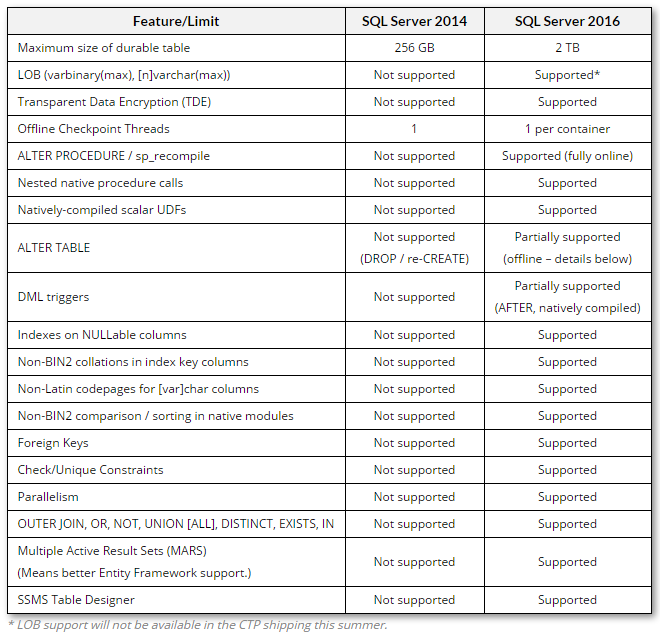 Feature/Limit SQL Server 2014 SQL Server 2016
Maximum size of durable table 256 GB 2 TB
LOB (varbinary(max), [n]varchar(max)) Not supported Supported*
Transparent Data Encryption (TDE) Not supported Supported
Offline Checkpoint Threads 1 1 per container
ALTER PROCEDURE / sp_recompile Not supported Supported (fully online)
Nested native procedure calls Not supported Supported
Natively-compiled scalar UDFs Not supported Supported
ALTER TABLE Not supported Partially supported
(DROP / re-CREATE) (offline – details below)
DML triggers Not supported Partially supported
(AFTER, natively compiled)
Indexes on NULLable columns Not supported Supported
Non-BIN2 collations in index key columns Not supported Supported
Non-Latin codepages for [var]char columns Not supported Supported
Non-BIN2 comparison / sorting in native modules Not supported Supported
Foreign Keys Not supported Supported
Check/Unique Constraints Not supported Supported
Parallelism Not supported Supported
OUTER JOIN, OR, NOT, UNION [ALL], DISTINCT, EXISTS, IN Not supported Supported
Multiple Active Result Sets (MARS) Not supported Supported
(Means better Entity Framework support.)
SSMS Table Designer Not supported Supported
* LOB support will not be available in the CTP shipping this summer.